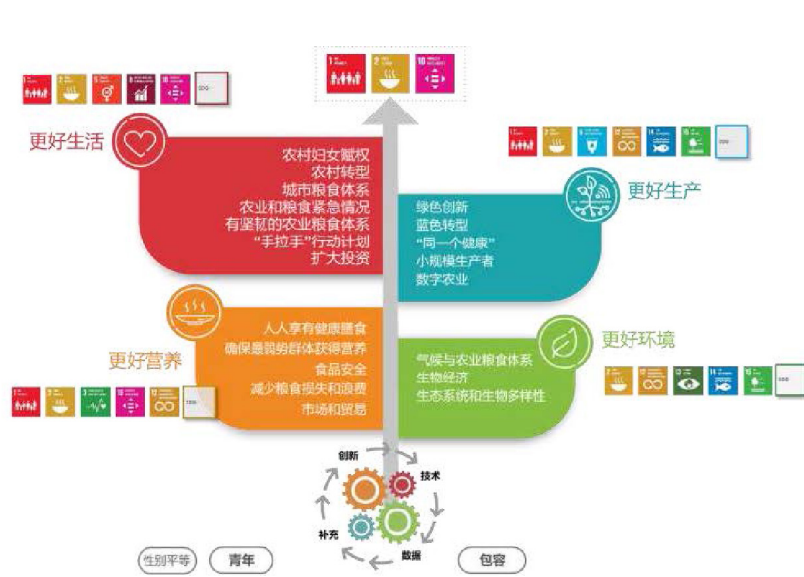 更好生活
农村妇女赋权
农村转型
城市粮食体系
农业和粮食紧急情况
有坚韧的农业粮食体系
“手拉手”行动计划
扩大投资
更好生产
绿色创新
蓝色转型
“同一个健康”
小规模生产者
数字农业
更好营养
人人享有健康膳食
确保最弱势群体获得营养
食品安全
减少粮食损失和浪费
市场和贸易
更好环境
气候与农业粮食体系
生物经济
生态系统和生物多样性
创新
技术
补充
数据
性别平等
青年
包容